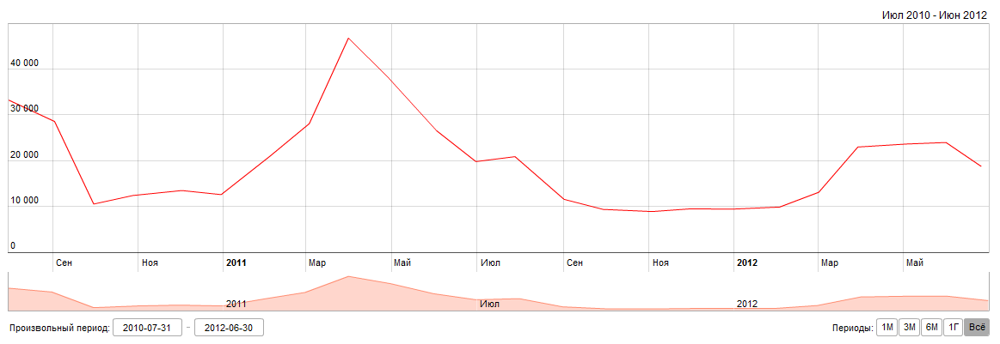 Июл 2010 - Июн 2012
40 000
30 000
20 000
10 000
0
Сен Ноя 2011 Мар Май Июл Сен Ноя 2012 Мар Май
2011 Июл 2012
Произвольный период: 2010-07-31 - 2012-06-30 Периоды: 1М 3М 6М 1Г Всё